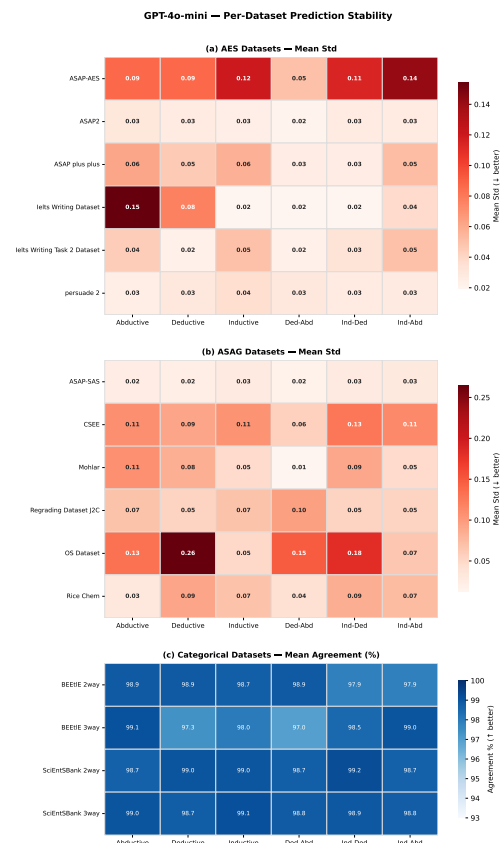 GPT-4o-mini — Per-Dataset Prediction Stability
(a) AES Datasets — Mean Std
ASAP-AES 0.09 0.09 0.12 0.05 0.11 0.14
ASAP2 0.03 0.03 0.03 0.02 0.03 0.03
ASAP plus plus 0.06 0.05 0.06 0.03 0.03 0.05
Ielts Writing Dataset 0.15 0.08 0.02 0.02 0.02 0.04
Ielts Writing Task 2 Dataset 0.04 0.02 0.05 0.02 0.03 0.05
persuade 2 0.03 0.03 0.04 0.03 0.03 0.03
Abductive Deductive Inductive Ded-Abd Ind-Ded Ind-Abd
0.14
0.12
0.10
0.08
0.06
0.04
0.02
Mean Std (↓ better)
(b) ASAG Datasets — Mean Std
ASAP-SAS 0.02 0.02 0.03 0.02 0.03 0.03
CSEE 0.11 0.09 0.11 0.06 0.13 0.11
Mohlar 0.11 0.08 0.05 0.01 0.09 0.05
Regrading Dataset J2C 0.07 0.05 0.07 0.10 0.05 0.05
OS Dataset 0.13 0.26 0.05 0.15 0.18 0.07
Rice Chem 0.03 0.09 0.07 0.04 0.09 0.07
Abductive Deductive Inductive Ded-Abd Ind-Ded Ind-Abd
0.25
0.20
0.15
0.10
0.05
Mean Std (↓ better)
(c) Categorical Datasets — Mean Agreement (%)
BEEtlE 2way 98.9 98.9 98.7 98.9 97.9 97.9
BEEtlE 3way 99.1 97.3 98.0 97.0 98.5 99.0
SciEntSBank 2way 98.7 99.0 99.0 98.7 99.2 98.7
SciEntSBank 3way 99.0 98.7 99.1 98.8 98.9 98.8
Abductive Deductive Inductive Ded-Abd Ind-Ded Ind-Abd
100
99
98
97
96
95
94
93
Agreement % (↑ better)